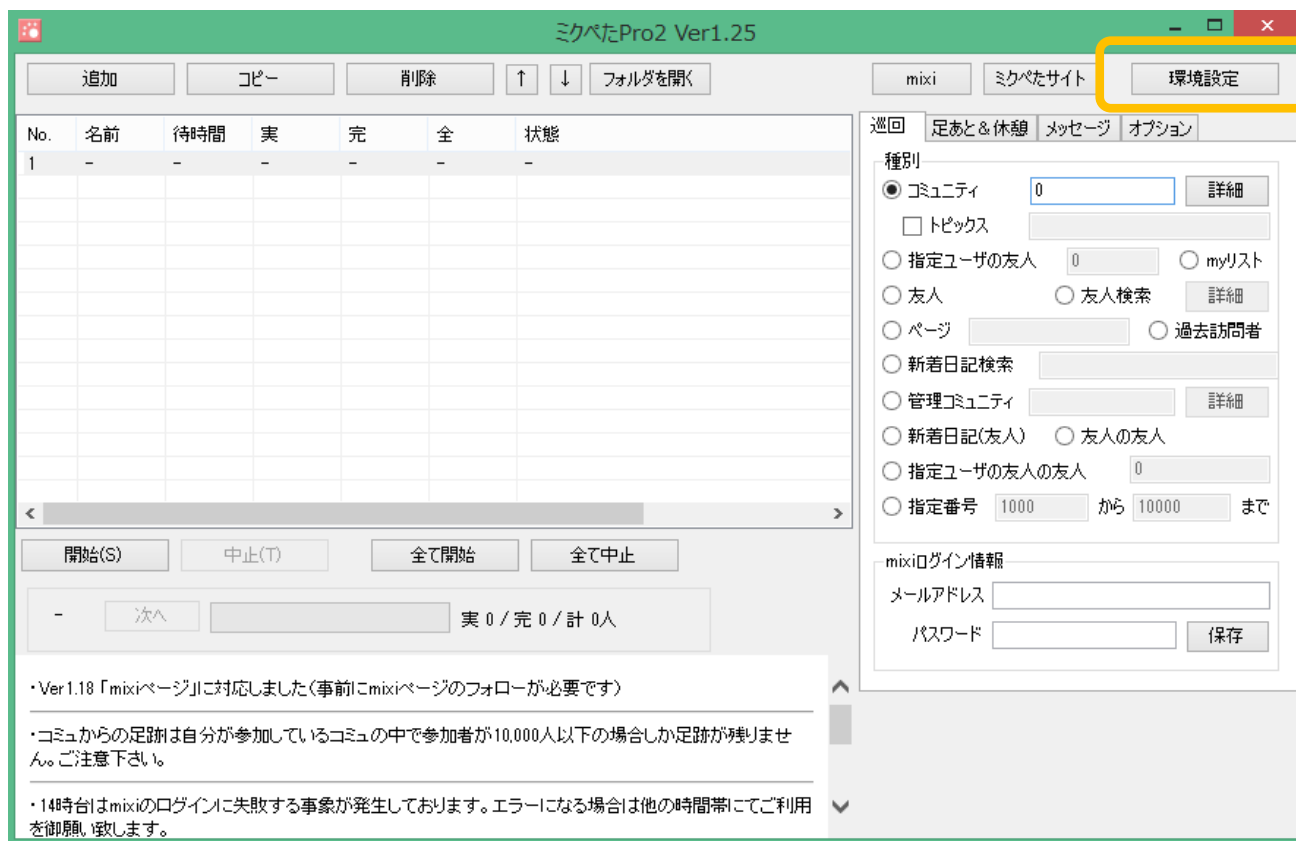 ミクぺたPro2 Ver1.25
追加 コピー 削除 ↑ ↓ フォルダを開く mixi ミクぺたサイト 環境設定
No. 名前 待時間 実 完 全 状態
1 - - - - - -
巡回 足あと&休憩 メッセージ オプション
種別
コミュニティ 0 詳細
トピックス
指定ユーザの友人 0 myリスト
友人 友人検索 詳細
ページ 過去訪問者
新着日記検索
管理コミュニティ 詳細
新着日記(友人) 友人の友人
指定ユーザの友人の友人 0
指定番号 1000 から 10000 まで
開始(S) 中止(T) 全て開始 全て中止
- 次へ 実 0 / 完 0 / 計 0人
mixiログイン情報
メールアドレス
パスワード 保存
・Ver1.18 「mixiページ」に対応しました(事前にmixiページのフォローが必要です)
・コミュからの足跡は自分が参加しているコミュの中で参加者が10,000人以下の場合しか足跡が残りませ
ん。ご注意下さい。
・14時台はmixiのログインに失敗する事象が発生しております。エラーになる場合は他の時間帯にてご利用
を御願い致します。